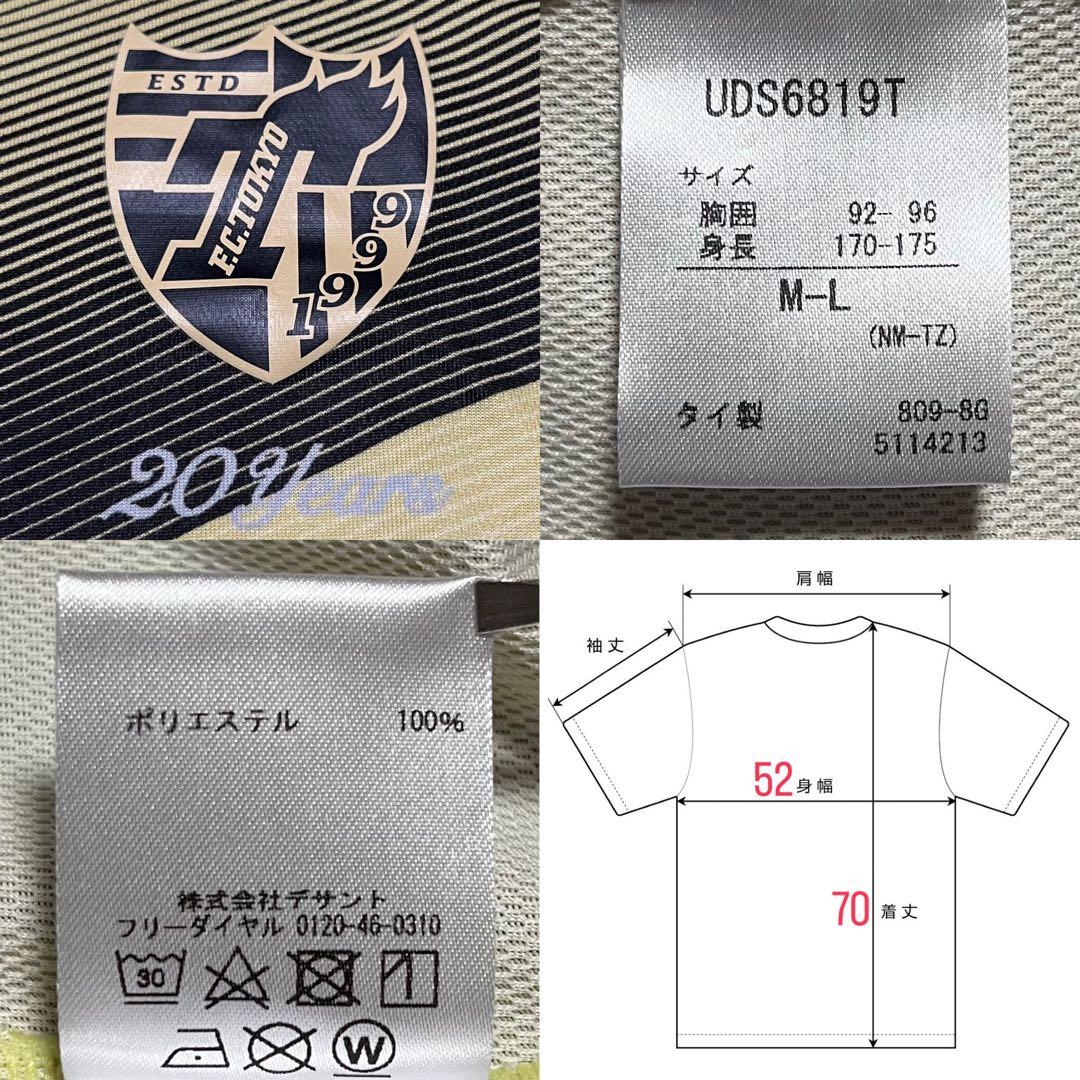 ESTD
F.C.TOKYO
1999
20 Years
UDS6819T
サイズ
胸囲 92- 96
身長 170-175
M-L
(NM-TZ)
タイ製 809-8G
5114213
ポリエステル 100%
株式会社デサント
フリーダイヤル 0120-46-0310
30
W
肩幅
袖丈
52 身幅
70 着丈